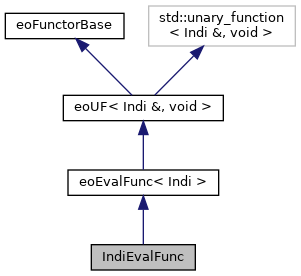 eoFunctorBase
std::unary_function
< Indi &, void >
eoUF< Indi &, void >
eoEvalFunc< Indi >
IndiEvalFunc